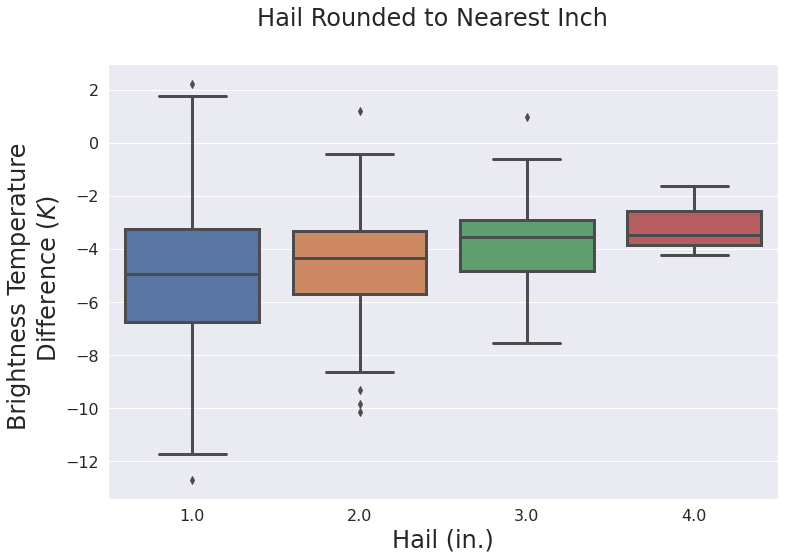 Hail Rounded to Nearest Inch
Brightness Temperature
Difference (K)
2
0
−2
−4
−6
−8
−10
−12
1.0 2.0 3.0 4.0
Hail (in.)